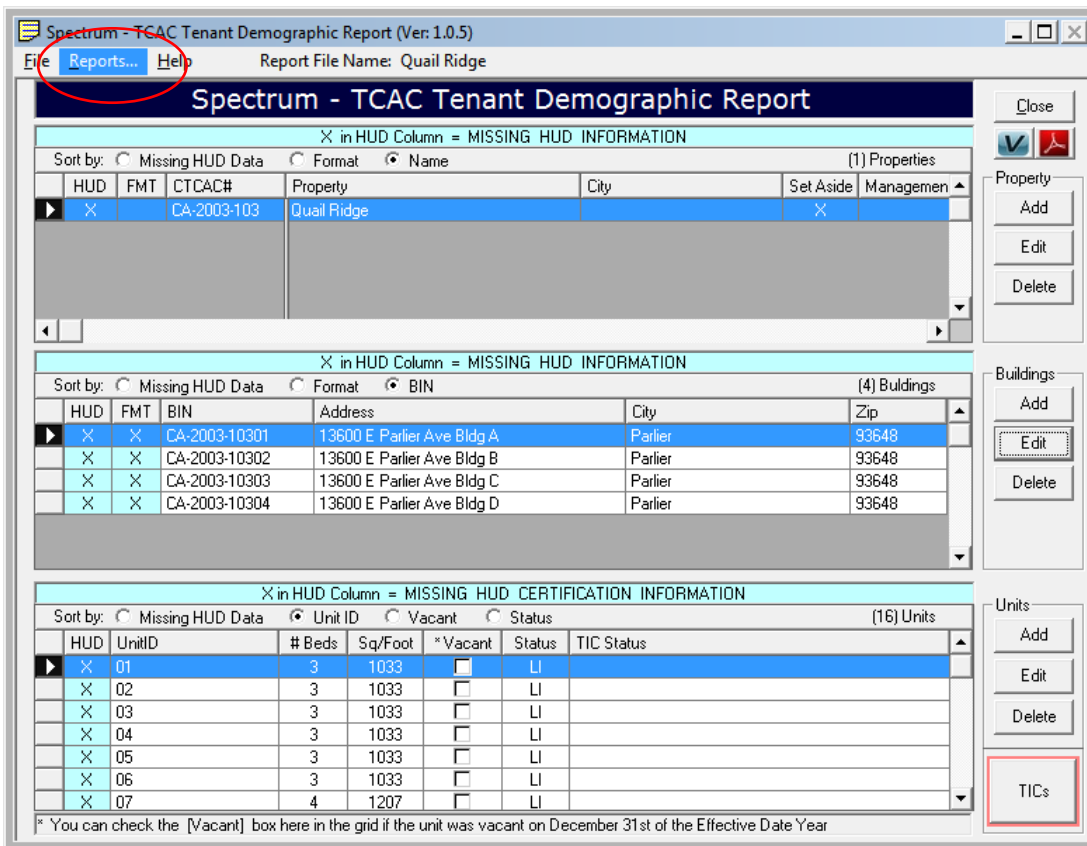 Spectrum - TCAC Tenant Demographic Report (Ver: 1.0.5)
File Reports... Help Report File Name: Quail Ridge
Spectrum - TCAC Tenant Demographic Report
Close
X in HUD Column = MISSING HUD INFORMATION
Sort by: Missing HUD Data Format Name (1) Properties
HUD FMT CTCAC# Property City Set Aside Managemen
X CA-2003-103 Quail Ridge X
Property
Add
Edit
Delete
X in HUD Column = MISSING HUD INFORMATION
Sort by: Missing HUD Data Format BIN (4) Buldings
HUD FMT BIN Address City Zip
X X CA-2003-10301 13600 E Parlier Ave Bldg A Parlier 93648
X X CA-2003-10302 13600 E Parlier Ave Bldg B Parlier 93648
X X CA-2003-10303 13600 E Parlier Ave Bldg C Parlier 93648
X X CA-2003-10304 13600 E Parlier Ave Bldg D Parlier 93648
Buildings
Add
Edit
Delete
X in HUD Column = MISSING HUD CERTIFICATION INFORMATION
Sort by: Missing HUD Data Unit ID Vacant Status (16) Units
HUD UnitID # Beds Sq/Foot * Vacant Status TIC Status
X 01 3 1033 LI
X 02 3 1033 LI
X 03 3 1033 LI
X 04 3 1033 LI
X 05 3 1033 LI
X 06 3 1033 LI
X 07 4 1207 LI
Units
Add
Edit
Delete
TICs
* You can check the [Vacant] box here in the grid if the unit was vacant on December 31st of the Effective Date Year